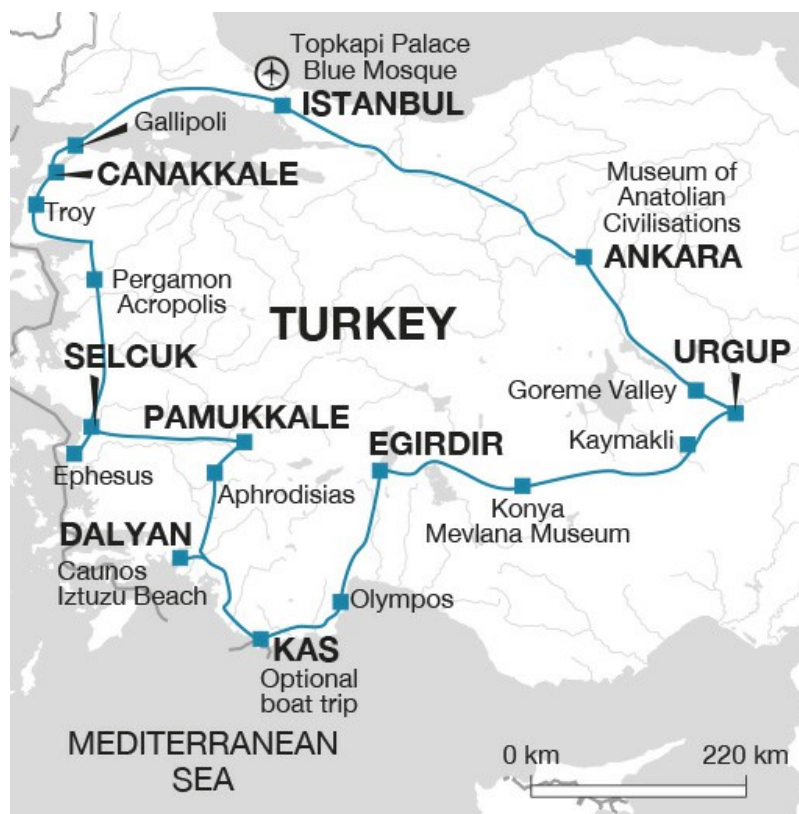 Topkapi Palace
Blue Mosque
ISTANBUL
Gallipoli
CANAKKALE
Troy
Museum of
Anatolian
Civilisations
ANKARA
Pergamon
Acropolis
TURKEY
SELCUK
URGUP
Goreme Valley
PAMUKKALE
EGIRDIR
Kaymakli
Ephesus
Aphrodisias
Konya
Mevlana Museum
DALYAN
Caunos
Iztuzu Beach
Olympos
KAS
Optional
boat trip
MEDITERRANEAN
SEA
0 km 220 km